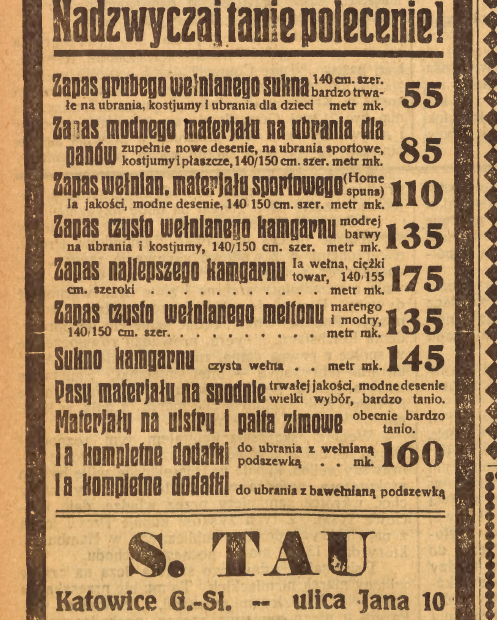 Nadzwyczaj tanie polecenie!
Zapas grubego wełnianego sukna 140 cm. szer.
bardzo trwa-
łe na ubrania, kostjumy i ubrania dla dzieci metr mk. 55
Zapas modnego materjału na ubrania dla
panów zupełnie nowe desenie, na ubrania sportowe,
kostjumy i płaszcze, 140/150 cm. szer. metr mk. 85
Zapas wełnian. materjału sportowego (Home
spuns)
Ia jakości, modne desenie, 140 150 cm. szer. metr mk. 110
Zapas czysto wełnianego kamgarnu modrej
barwy
na ubrania i kostjumy, 140/150 cm. szer. metr mk. 135
Zapas najlepszego kamgarnu Ia wełna, ciężki
towar, 140/155
cm. szeroki . . . . . . . . . . . metr mk. 175
Zapas czysto wełnianego meltonu marengo
i modry,
140/150 cm. szer. . . . . . . . . . metr mk. 135
Sukno kamgarnu czysta wełna . . metr mk. 145
Pasy materjału na spodnie trwałej jakości, modne desenie
wielki wybór, bardzo tanio.
Materjały na ulstry i palta zimowe obecnie bardzo
tanio.
Ia kompletne dodatki do ubrania z wełnianą
podszewką . . mk. 160
Ia kompletne dodatki do ubrania z bawełnianą podszewką
S. TAU
Katowice G.-Sl. -- ulica Jana 10